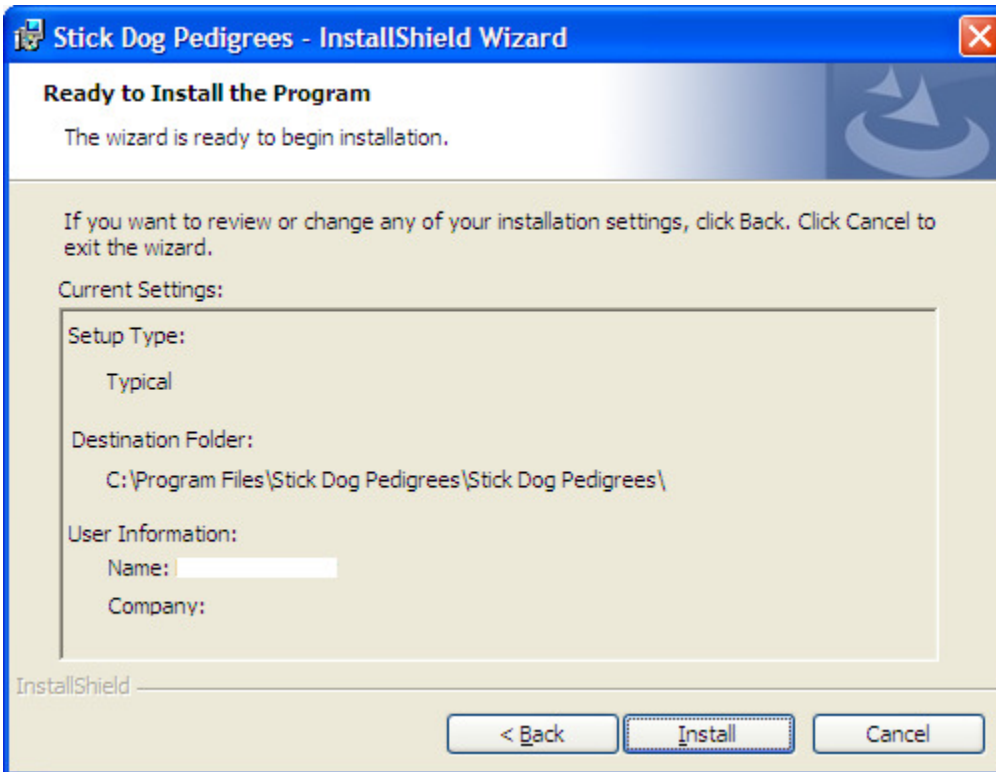 Stick Dog Pedigrees - InstallShield Wizard
Ready to Install the Program
The wizard is ready to begin installation.
If you want to review or change any of your installation settings, click Back. Click Cancel to
exit the wizard.
Current Settings:
Setup Type:
Typical
Destination Folder:
C:\Program Files\Stick Dog Pedigrees\Stick Dog Pedigrees\
User Information:
Name:
Company:
InstallShield
< Back
Install
Cancel